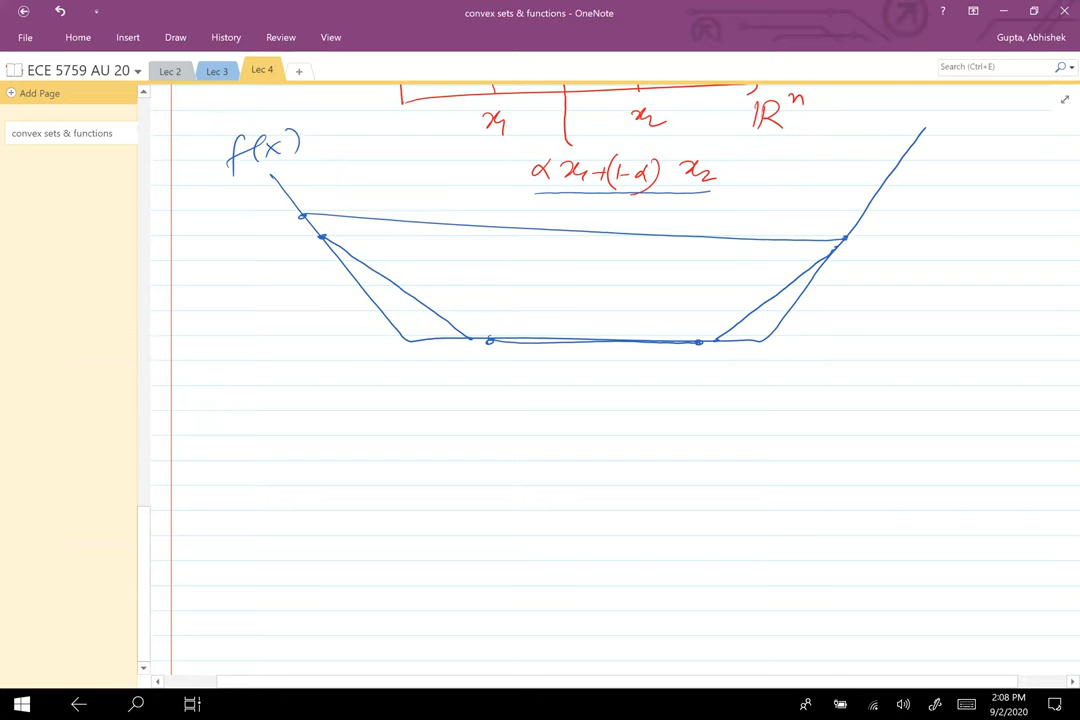 convex sets & functions - OneNote
File Home Insert Draw History Review View
Gupta, Abhishek
ECE 5759 AU 20
Lec 2 Lec 3 Lec 4
Search (Ctrl+E)
Add Page
convex sets & functions
x₁ x₂ ℝⁿ
f(x)
α x₁+(1-α) x₂
2:08 PM
9/2/2020